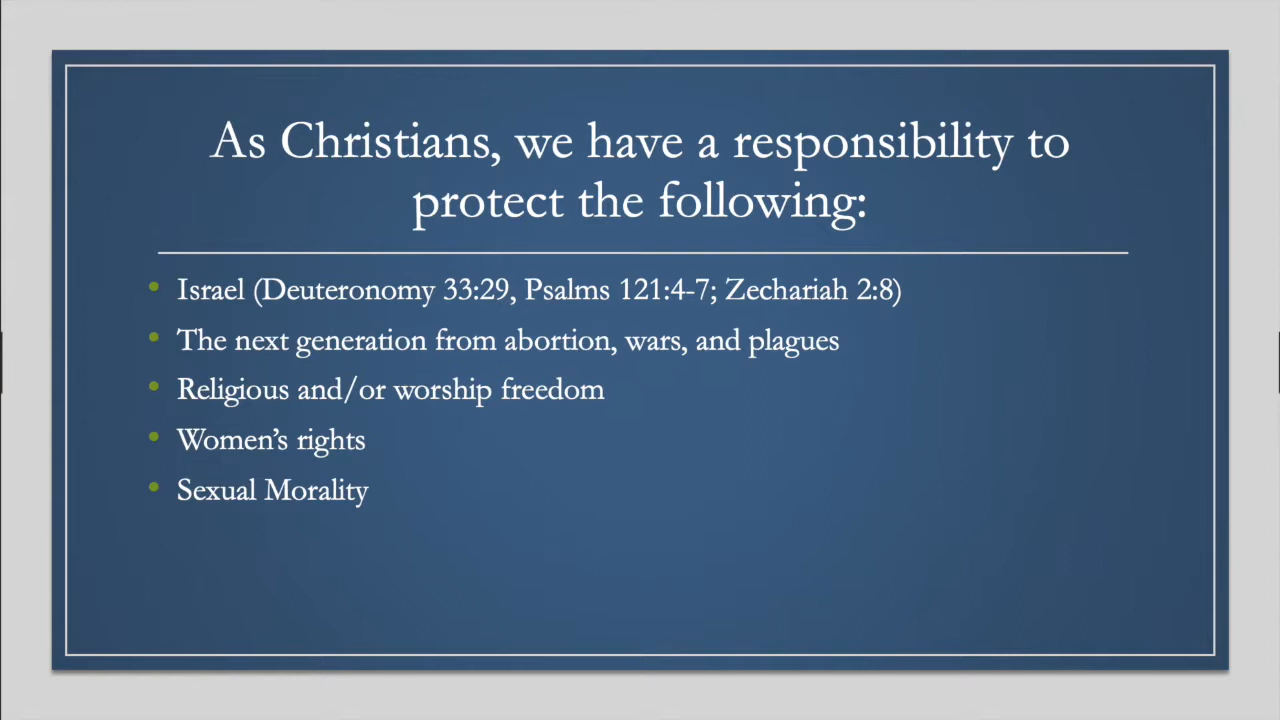 As Christians, we have a responsibility to
protect the following:
• Israel (Deuteronomy 33:29, Psalms 121:4-7; Zechariah 2:8)
• The next generation from abortion, wars, and plagues
• Religious and/or worship freedom
• Women’s rights
• Sexual Morality